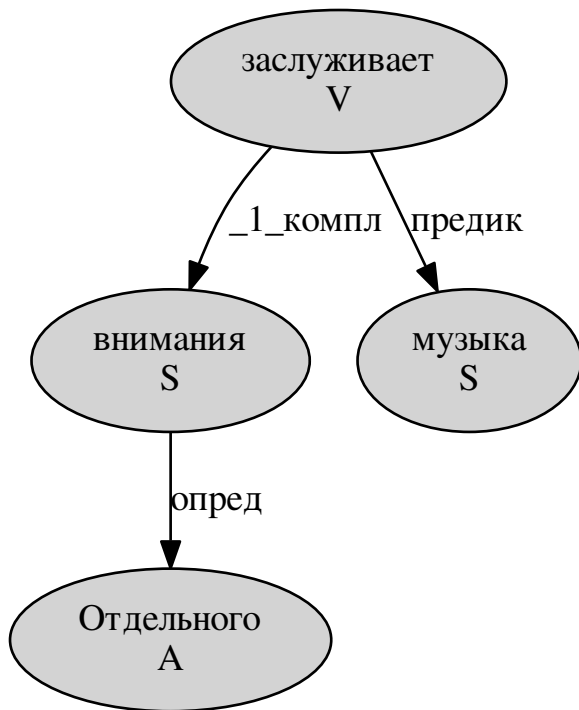 заслуживает
V
_1_компл
предик
внимания
S
музыка
S
опред
Отдельного
A